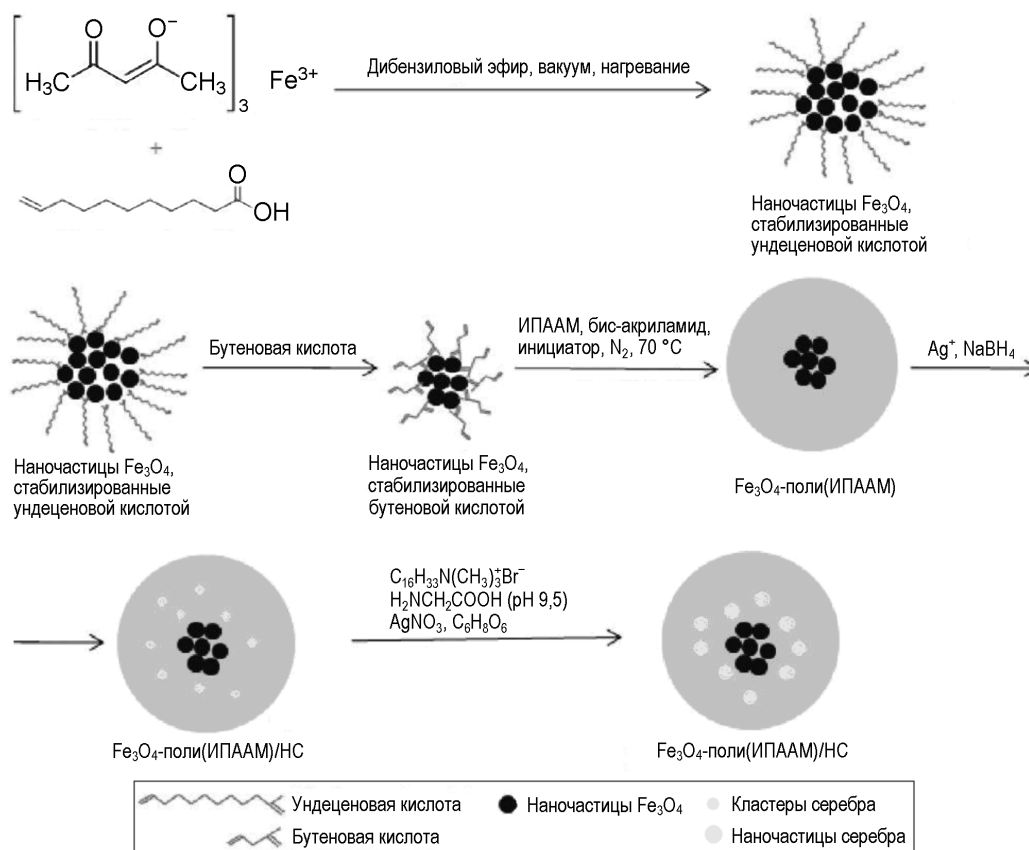 O
O⁻
H₃C
CH₃
3
Fe³⁺
Дибензиловый эфир, вакуум, нагревание
+
O
OH
Наночастицы Fe₃O₄,
стабилизированные
ундеценовой кислотой
Бутеновая кислота
ИПААМ, бис-акриламид,
инициатор, N₂, 70 °C
Ag⁺, NaBH₄
Наночастицы Fe₃O₄,
стабилизированные
ундеценовой кислотой
Наночастицы Fe₃O₄,
стабилизированные
бутеновой кислотой
Fe₃O₄-поли(ИПААМ)
C₁₆H₃₃N(CH₃)₃⁺Br⁻
H₂NCH₂COOH (pH 9,5)
AgNO₃, C₆H₈O₆
Fe₃O₄-поли(ИПААМ)/НС
Fe₃O₄-поли(ИПААМ)/НС
Ундеценовая кислота
Наночастицы Fe₃O₄
Кластеры серебра
Бутеновая кислота
Наночастицы серебра